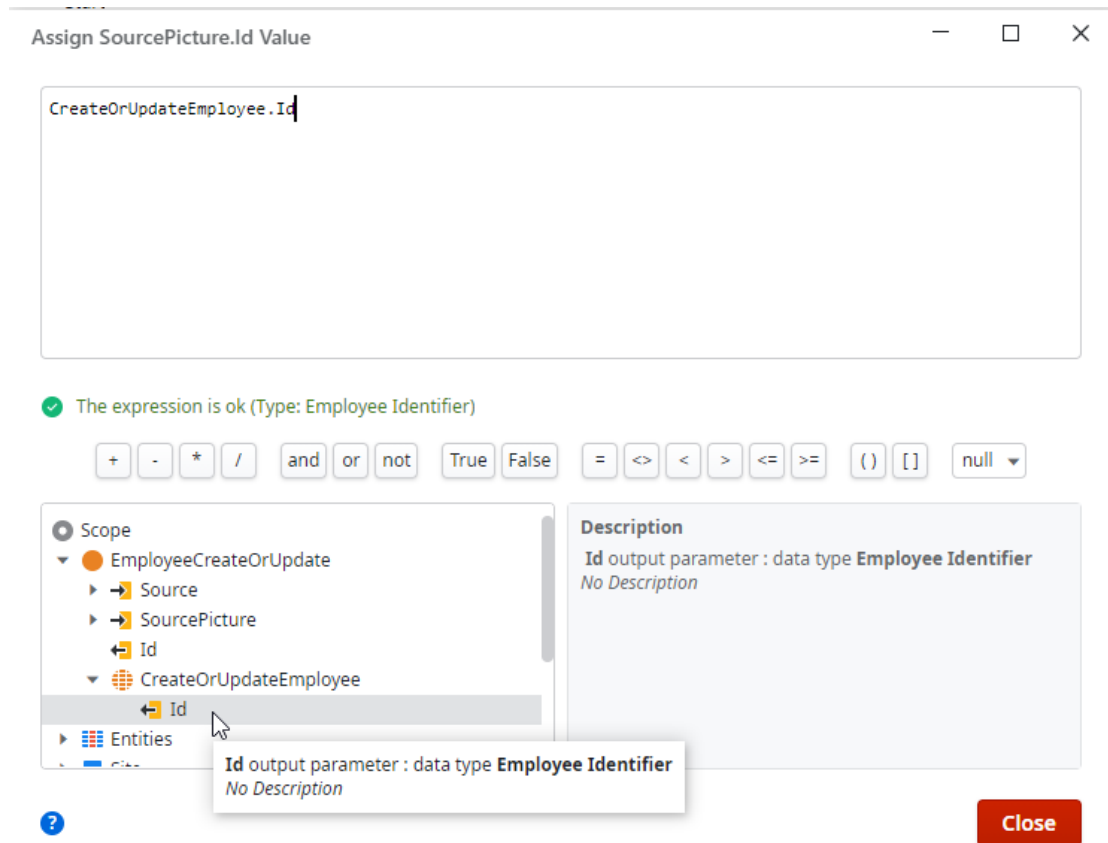 Assign SourcePicture.Id Value
CreateOrUpdateEmployee.Id
The expression is ok (Type: Employee Identifier)
+ - * / and or not True False = <> < > <= >= ( ) [ ] null
Scope
EmployeeCreateOrUpdate
Source
SourcePicture
Id
CreateOrUpdateEmployee
Id
Entities
Description
Id output parameter : data type Employee Identifier
No Description
Id output parameter : data type Employee Identifier
No Description
?
Close